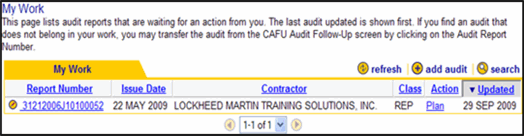 My Work
This page lists audit reports that are waiting for an action from you. The last audit updated is shown first. If you find an audit that
does not belong in your work, you may transfer the audit from the CAFU Audit Follow-Up screen by clicking on the Audit Report
Number.
My Work refresh add audit search
Report Number Issue Date Contractor Class Action Updated
31212006J10100052 22 MAY 2009 LOCKHEED MARTIN TRAINING SOLUTIONS, INC. REP Plan 29 SEP 2009
1-1 of 1